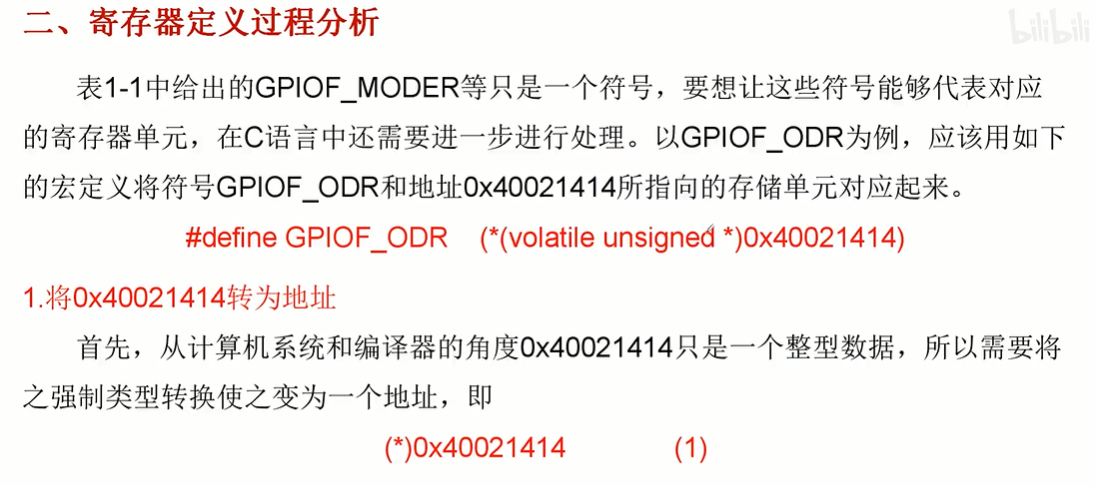 二、寄存器定义过程分析
bilibili
表1-1中给出的GPIOF_MODER等只是一个符号，要想让这些符号能够代表对应
的寄存器单元，在C语言中还需要进一步进行处理。以GPIOF_ODR为例，应该用如下
的宏定义将符号GPIOF_ODR和地址0x40021414所指向的存储单元对应起来。
#define GPIOF_ODR (*(volatile unsigned *)0x40021414)
1.将0x40021414转为地址
首先，从计算机系统和编译器的角度0x40021414只是一个整型数据，所以需要将
之强制类型转换使之变为一个地址，即
(*)0x40021414 (1)